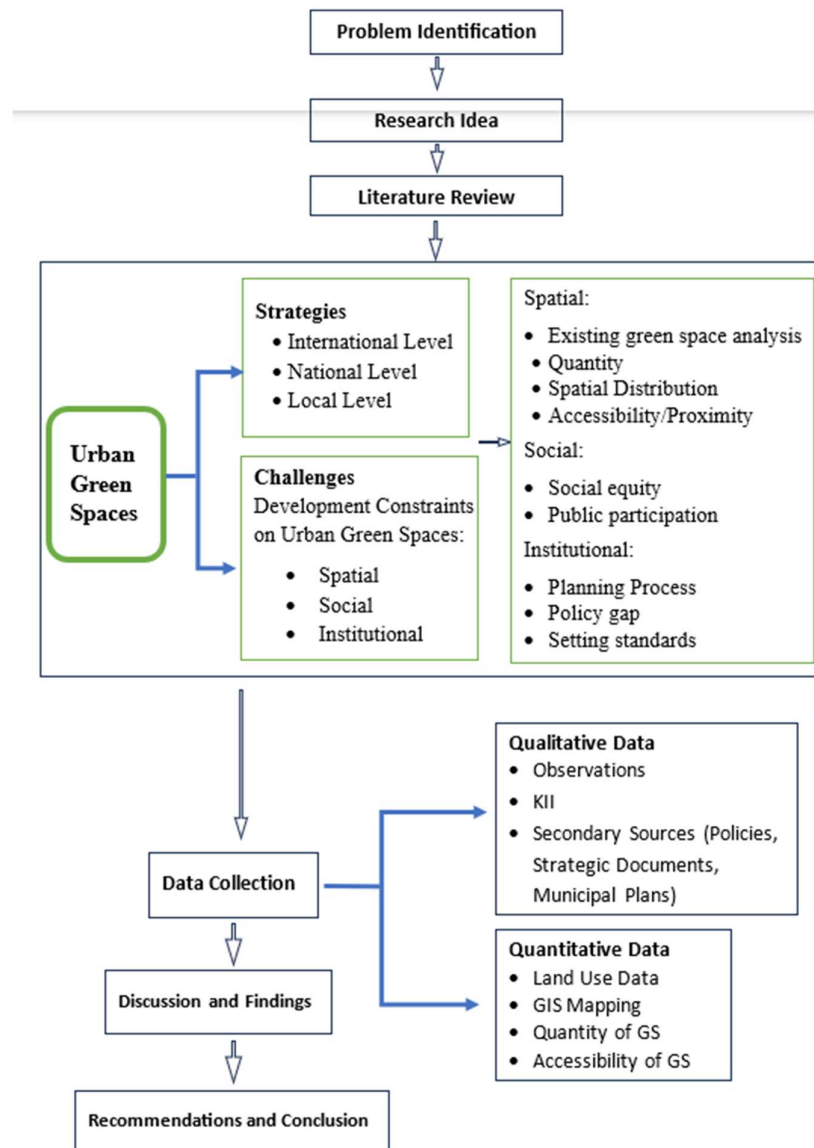 Problem Identification
Research Idea
Literature Review
Urban
Green
Spaces
Strategies
• International Level
• National Level
• Local Level
Challenges
Development Constraints
on Urban Green Spaces:
• Spatial
• Social
• Institutional
Spatial:
• Existing green space analysis
• Quantity
• Spatial Distribution
• Accessibility/Proximity
Social:
• Social equity
• Public participation
Institutional:
• Planning Process
• Policy gap
• Setting standards
Data Collection
Qualitative Data
• Observations
• KII
• Secondary Sources (Policies,
Strategic Documents,
Municipal Plans)
Quantitative Data
• Land Use Data
• GIS Mapping
• Quantity of GS
• Accessibility of GS
Discussion and Findings
Recommendations and Conclusion